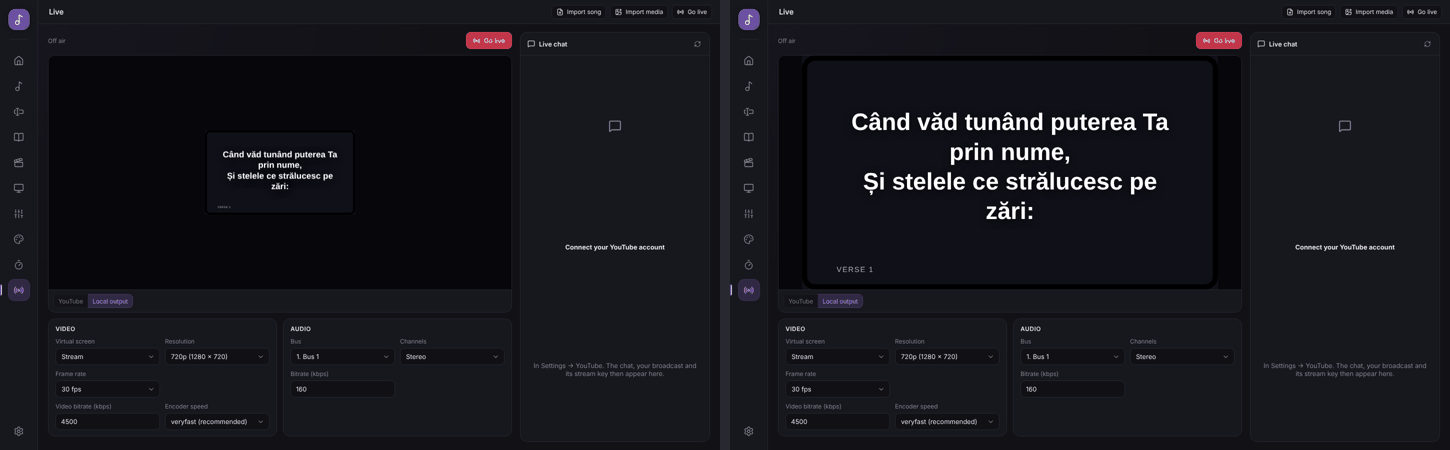 Live
Import song
Import media
Go live
Off air
Go live
Când văd tunând puterea Ta
prin nume,
Și stelele ce strălucesc pe
zări:
VERSE 1
YouTube
Local output
VIDEO
Virtual screen
Resolution
Stream
720p (1280 × 720)
Frame rate
30 fps
Video bitrate (kbps)
Encoder speed
4500
veryfast (recommended)
AUDIO
Bus
Channels
1. Bus 1
Stereo
Bitrate (kbps)
160
Live chat
Connect your YouTube account
In Settings → YouTube. The chat, your broadcast and
its stream key then appear here.
Live
Import song
Import media
Go live
Off air
Go live
Când văd tunând puterea Ta
prin nume,
Și stelele ce strălucesc pe
zări:
VERSE 1
YouTube
Local output
VIDEO
Virtual screen
Resolution
Stream
720p (1280 × 720)
Frame rate
30 fps
Video bitrate (kbps)
Encoder speed
4500
veryfast (recommended)
AUDIO
Bus
Channels
1. Bus 1
Stereo
Bitrate (kbps)
160
Live chat
Connect your YouTube account
In Settings → YouTube. The chat, your broadcast and
its stream key then appear here.